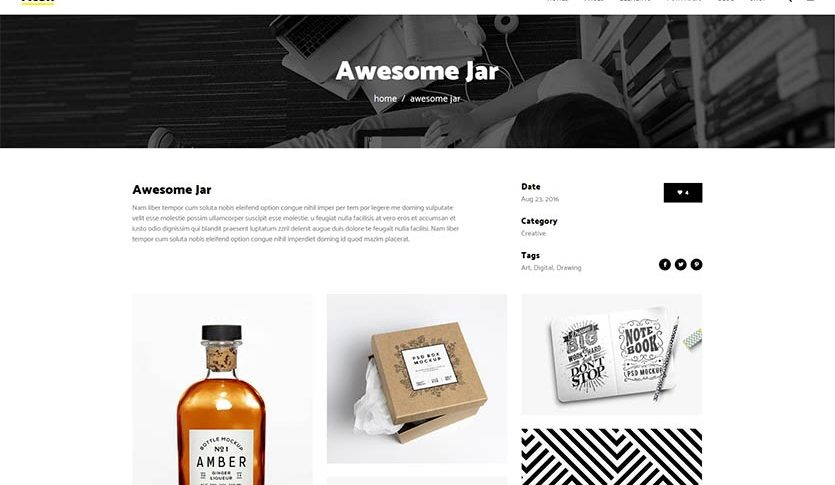 Awesome Jar
home / awesome jar
Awesome Jar
Nam liber tempor cum soluta nobis eleifend option congue nihil imper per tem por legere me doming vulputate
velit esse molestie possim ullamcorper suscipit esse molestie. u feugiat nulla facilisis at vero eros et accumsan et
iusto odio dignissim qui blandit praesent luptatum zzril delenit augue duis dolore te feugait nulla facilisi. Nam liber
tempor cum soluta nobis eleifend option congue nihil imperdiet doming id quod mazim placerat.
Date
Aug 23, 2016
4
Category
Creative
Tags
Art, Digital, Drawing
BOTTLE MOCKUP
Nº1
AMBER
GINGER
LIQUEUR
PSD BOX
MOCKUP
BIG
WORK HARD
DON'T
STOP
NOTE
BOOK
PSD MOCKUP